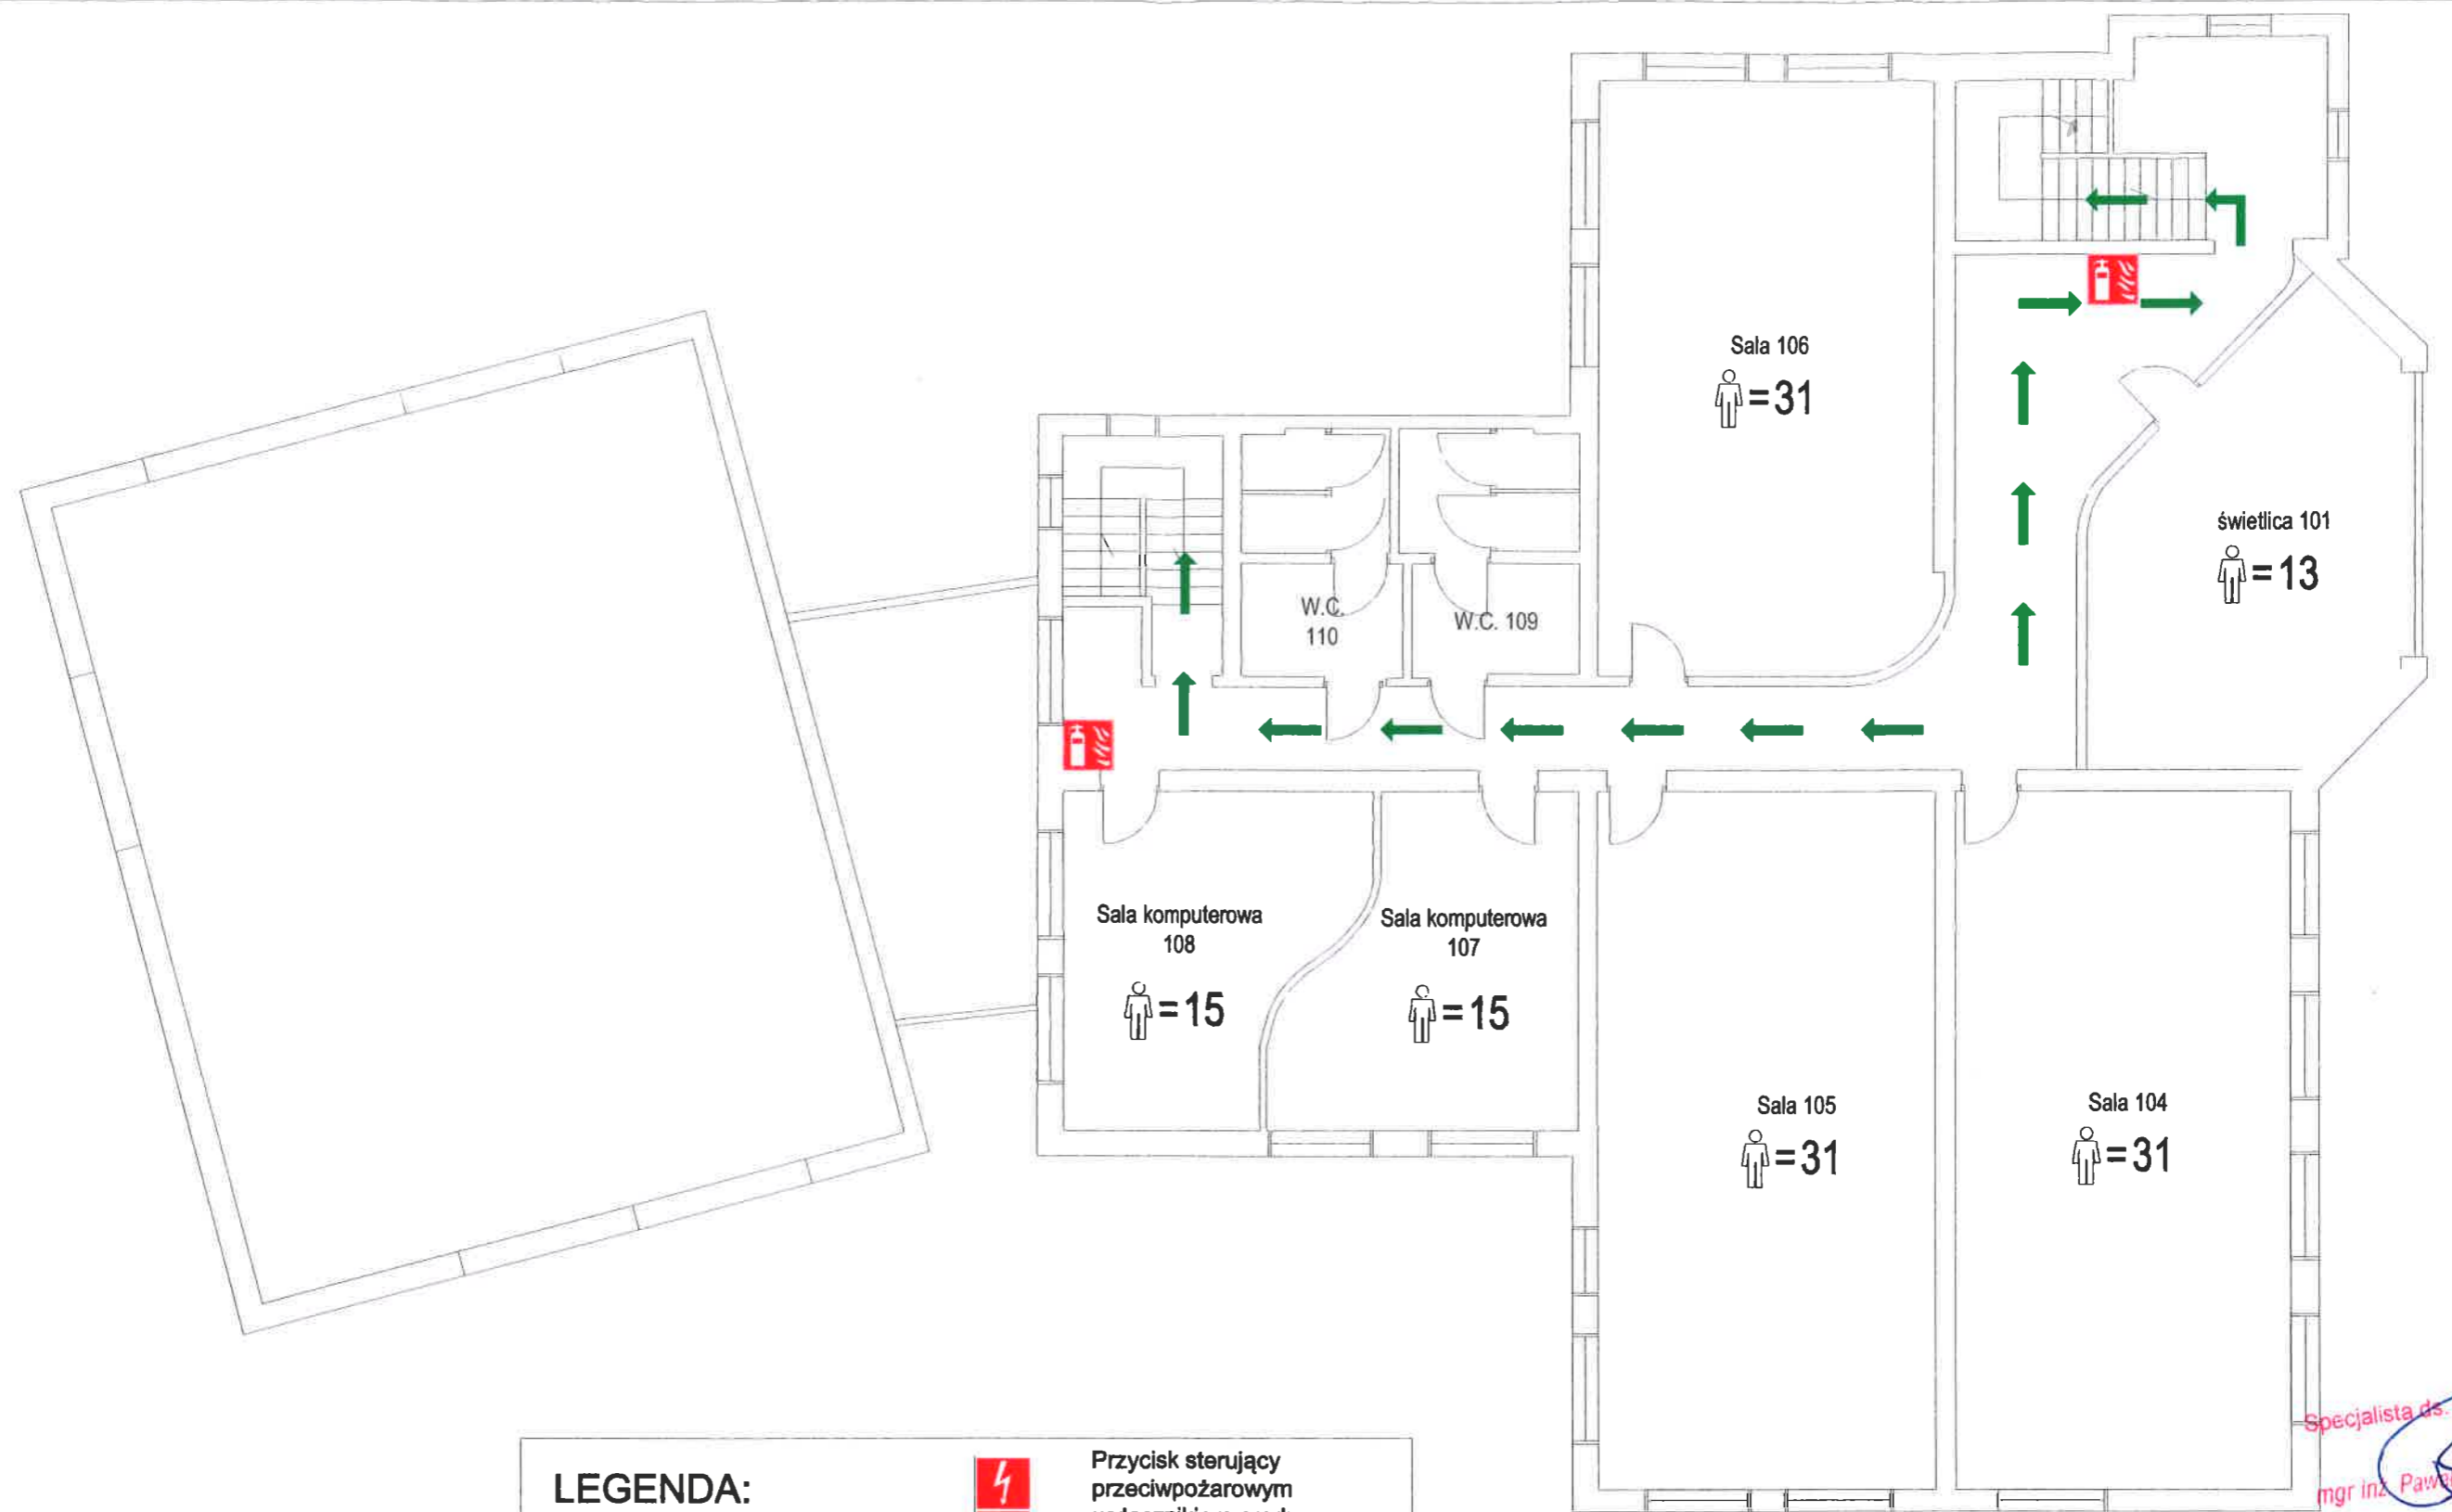 Sala 106
=31
świetlica 101
=13
W.C.
110
W.C. 109
Sala komputerowa
108
=15
Sala komputerowa
107
=15
Sala 105
=31
Sala 104
=31
LEGENDA:
Przycisk sterujący
przeciwpożarowym
Specjalista ds.
mgr inż.